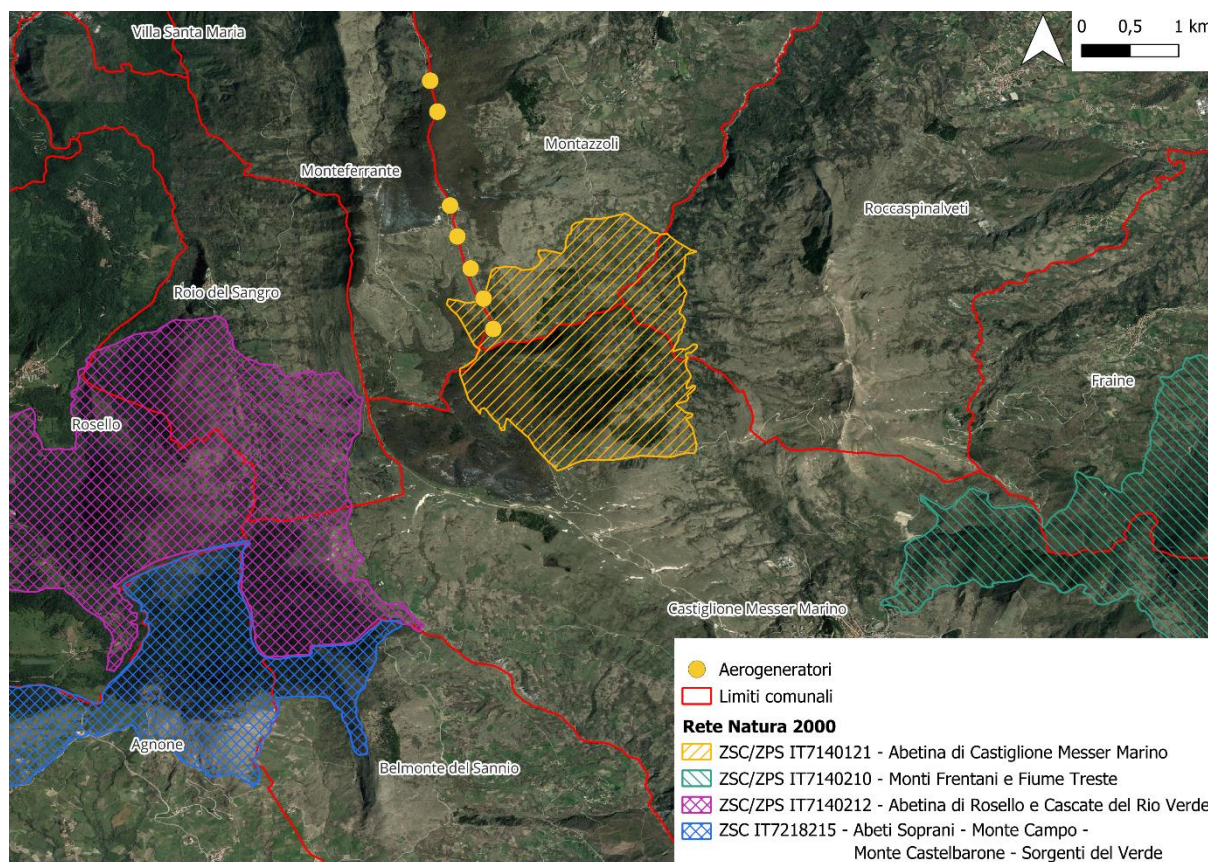 Villa Santa Maria
0 0,5 1 km
Montazzoli
Monteferrante
Roccaspinalveti
Roio del Sangro
Fraine
Rosello
Castiglione Messer Marino
Agnone
Belmonte del Sannio
Aerogeneratori
Limiti comunali
Rete Natura 2000
ZSC/ZPS IT7140121 - Abetina di Castiglione Messer Marino
ZSC/ZPS IT7140210 - Monti Frentani e Fiume Treste
ZSC/ZPS IT7140212 - Abetina di Rosello e Cascate del Rio Verde
ZSC IT7218215 - Abeti Soprani - Monte Campo -
Monte Castelbarone - Sorgenti del Verde